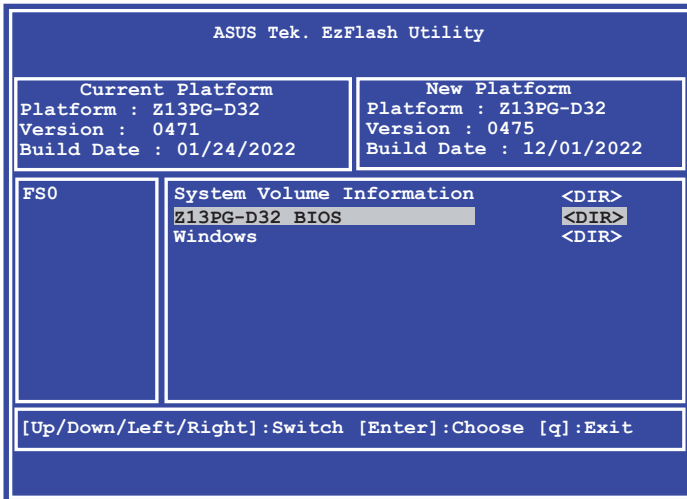 ASUS Tek. EzFlash Utility
Current Platform
Platform : Z13PG-D32
Version : 0471
Build Date : 01/24/2022
New Platform
Platform : Z13PG-D32
Version : 0475
Build Date : 12/01/2022
FS0
System Volume Information <DIR>
Z13PG-D32 BIOS <DIR>
Windows <DIR>
[Up/Down/Left/Right]:Switch [Enter]:Choose [q]:Exit